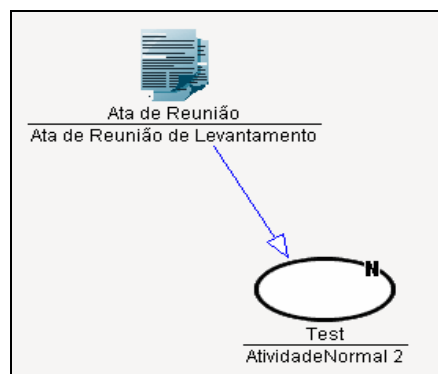 Ata de Reunião
Ata de Reunião de Levantamento
N
Test
AtividadeNormal 2